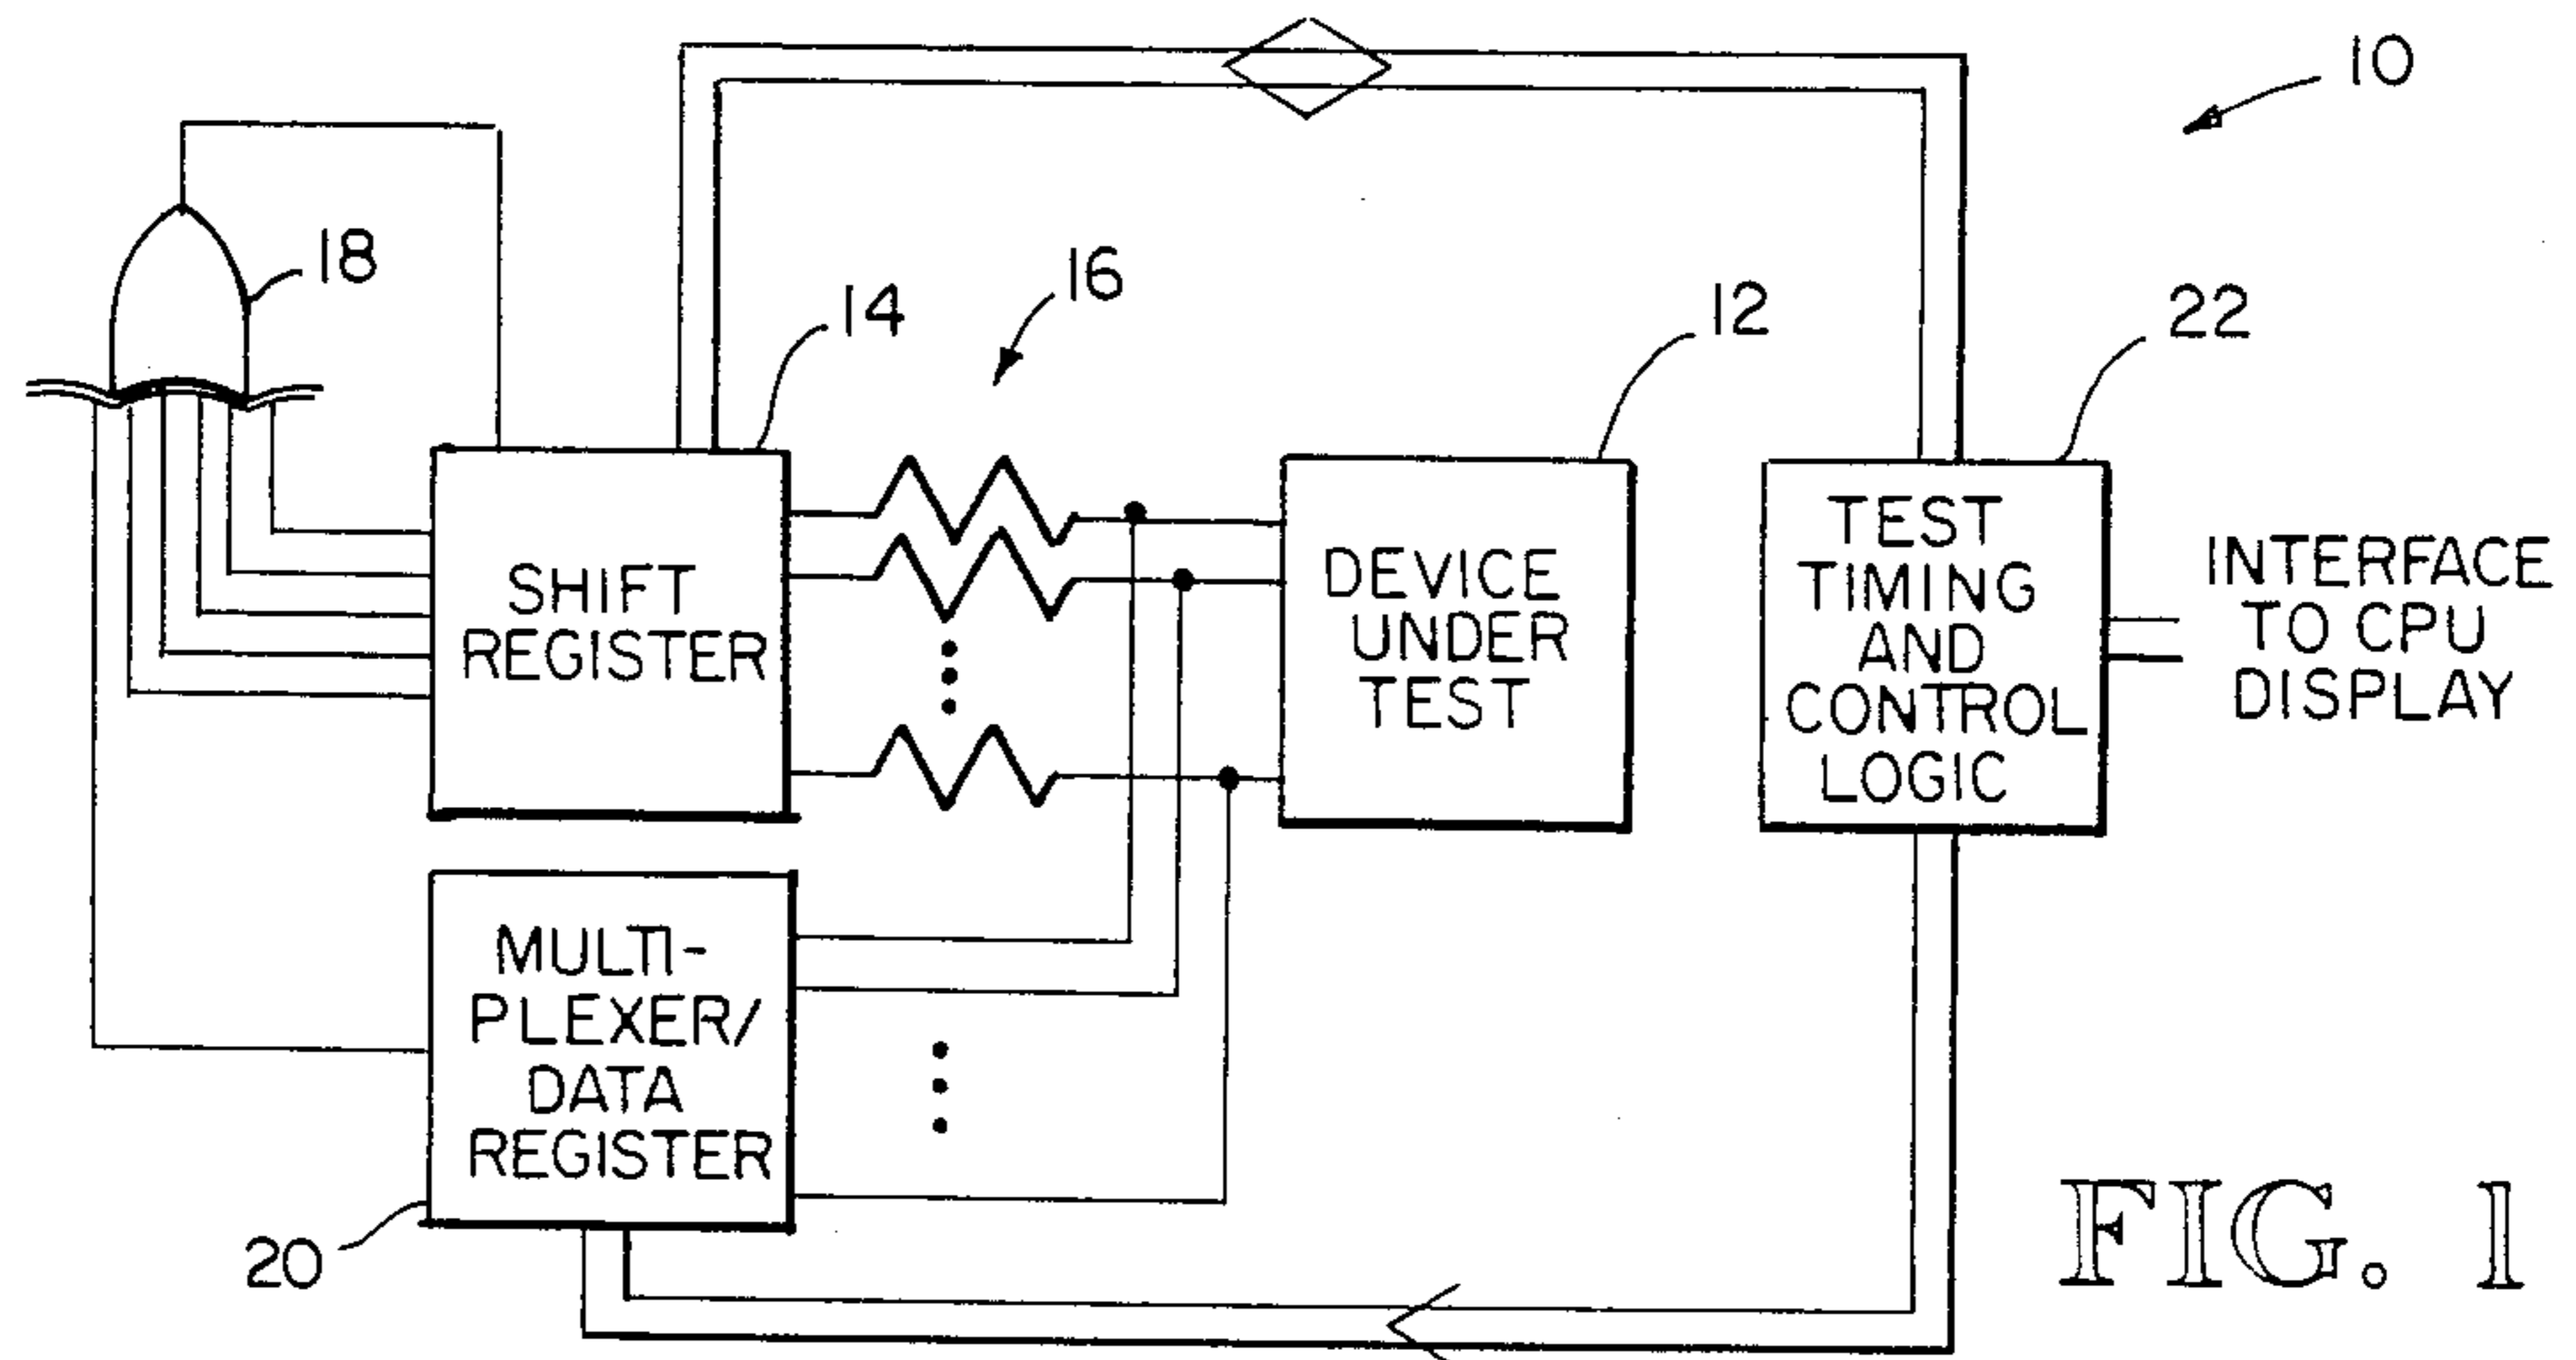 10
18
16
14
12
22
SHIFT
REGISTER
DEVICE
UNDER
TEST
TEST
TIMING
AND
CONTROL
LOGIC
INTERFACE
TO CPU
DISPLAY
MULTI-
PLEXER/
DATA
REGISTER
20
FIG. 1